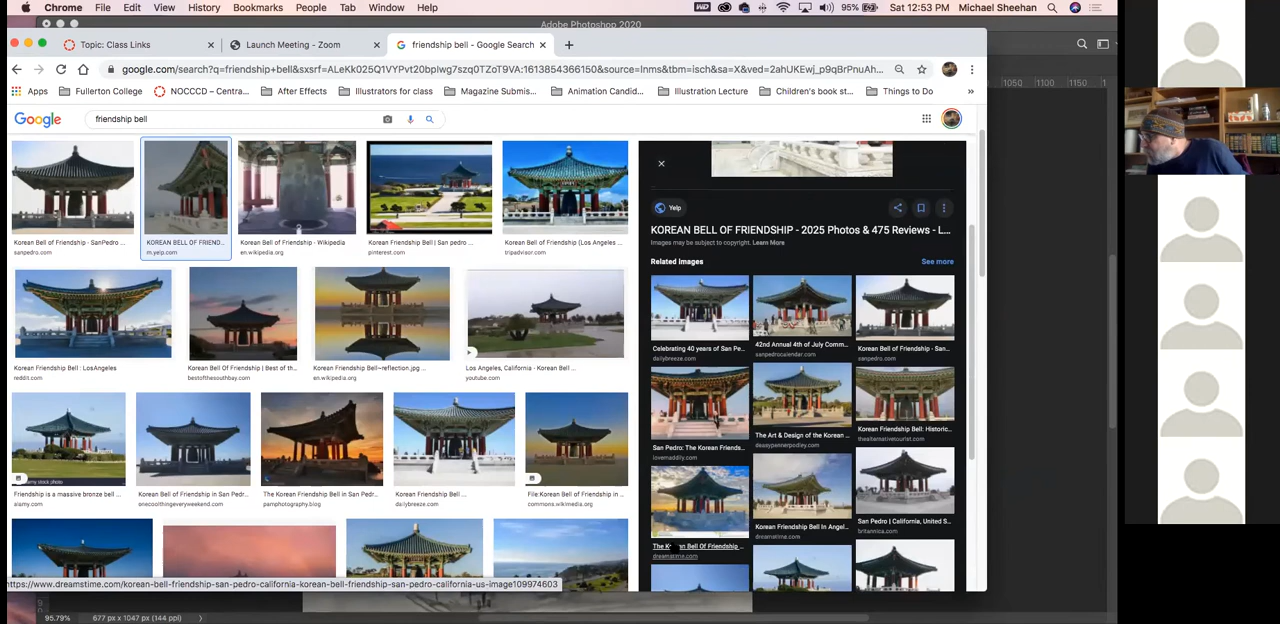 Chrome File Edit View History Bookmarks People Tab Window Help 95% Sat 12:53 PM Michael Sheehan
Adobe Photoshop 2020
Topic: Class Links Launch Meeting - Zoom friendship bell - Google Search
google.com/search?q=friendship+bell&sxsrf=ALeKk025Q1VYPvt20bplwg7szq0TZoT9VA:1613854366150&source=lnms&tbm=isch&sa=X&ved=2ahUKEwj_p9qBrPnuAh...
Apps Fullerton College NOCCCD – Centra... After Effects Illustrators for class Magazine Submis... Animation Candid... Illustration Lecture Children's book st... Things to Do »
1050 1100 1150
Google friendship bell
Yelp
KOREAN BELL OF FRIENDSHIP - 2025 Photos & 475 Reviews - L...
Images may be subject to copyright. Learn More
Related images See more
Korean Bell of Friendship - SanPedro ...
sanpedro.com
KOREAN BELL OF FRIEND...
m.yelp.com
Korean Bell of Friendship - Wikipedia
en.wikipedia.org
Korean Friendship Bell | San pedro ...
pinterest.com
Korean Bell of Friendship (Los Angeles ...
tripadvisor.com
Korean Friendship Bell : LosAngeles
reddit.com
Korean Bell Of Friendship | Best of th...
bestofthesouthbay.com
Korean Friendship Bell~reflection.jpg ...
en.wikipedia.org
Los Angeles, California - Korean Bell ...
youtube.com
Friendship is a massive bronze bell ...
alamy.com
Korean Bell of Friendship in San Pedr...
onecoolthingeveryweekend.com
The Korean Friendship Bell in San Pedr...
pamphotography.blog
Korean Friendship Bell ...
dailybreeze.com
File:Korean Bell of Friendship in ...
commons.wikimedia.org
Celebrating 40 years of San Pe...
dailybreeze.com
42nd Annual 4th of July Comm...
sanpedrocalendar.com
Korean Bell of Friendship - San...
sanpedro.com
San Pedro: The Korean Friends...
lovemaddly.com
The Art & Design of the Korean ...
daisypennerpodley.com
Korean Friendship Bell: Historic...
thealternativetourist.com
The K Bell Of Friendship ...
dreamstime.com
Korean Friendship Bell In Angel...
dreamstime.com
San Pedro | California, United S...
britannica.com
https://www.dreamstime.com/korean-bell-friendship-san-pedro-california-korean-bell-friendship-san-pedro-california-us-image109974603
95.79% 677 px x 1047 px (144 ppi)